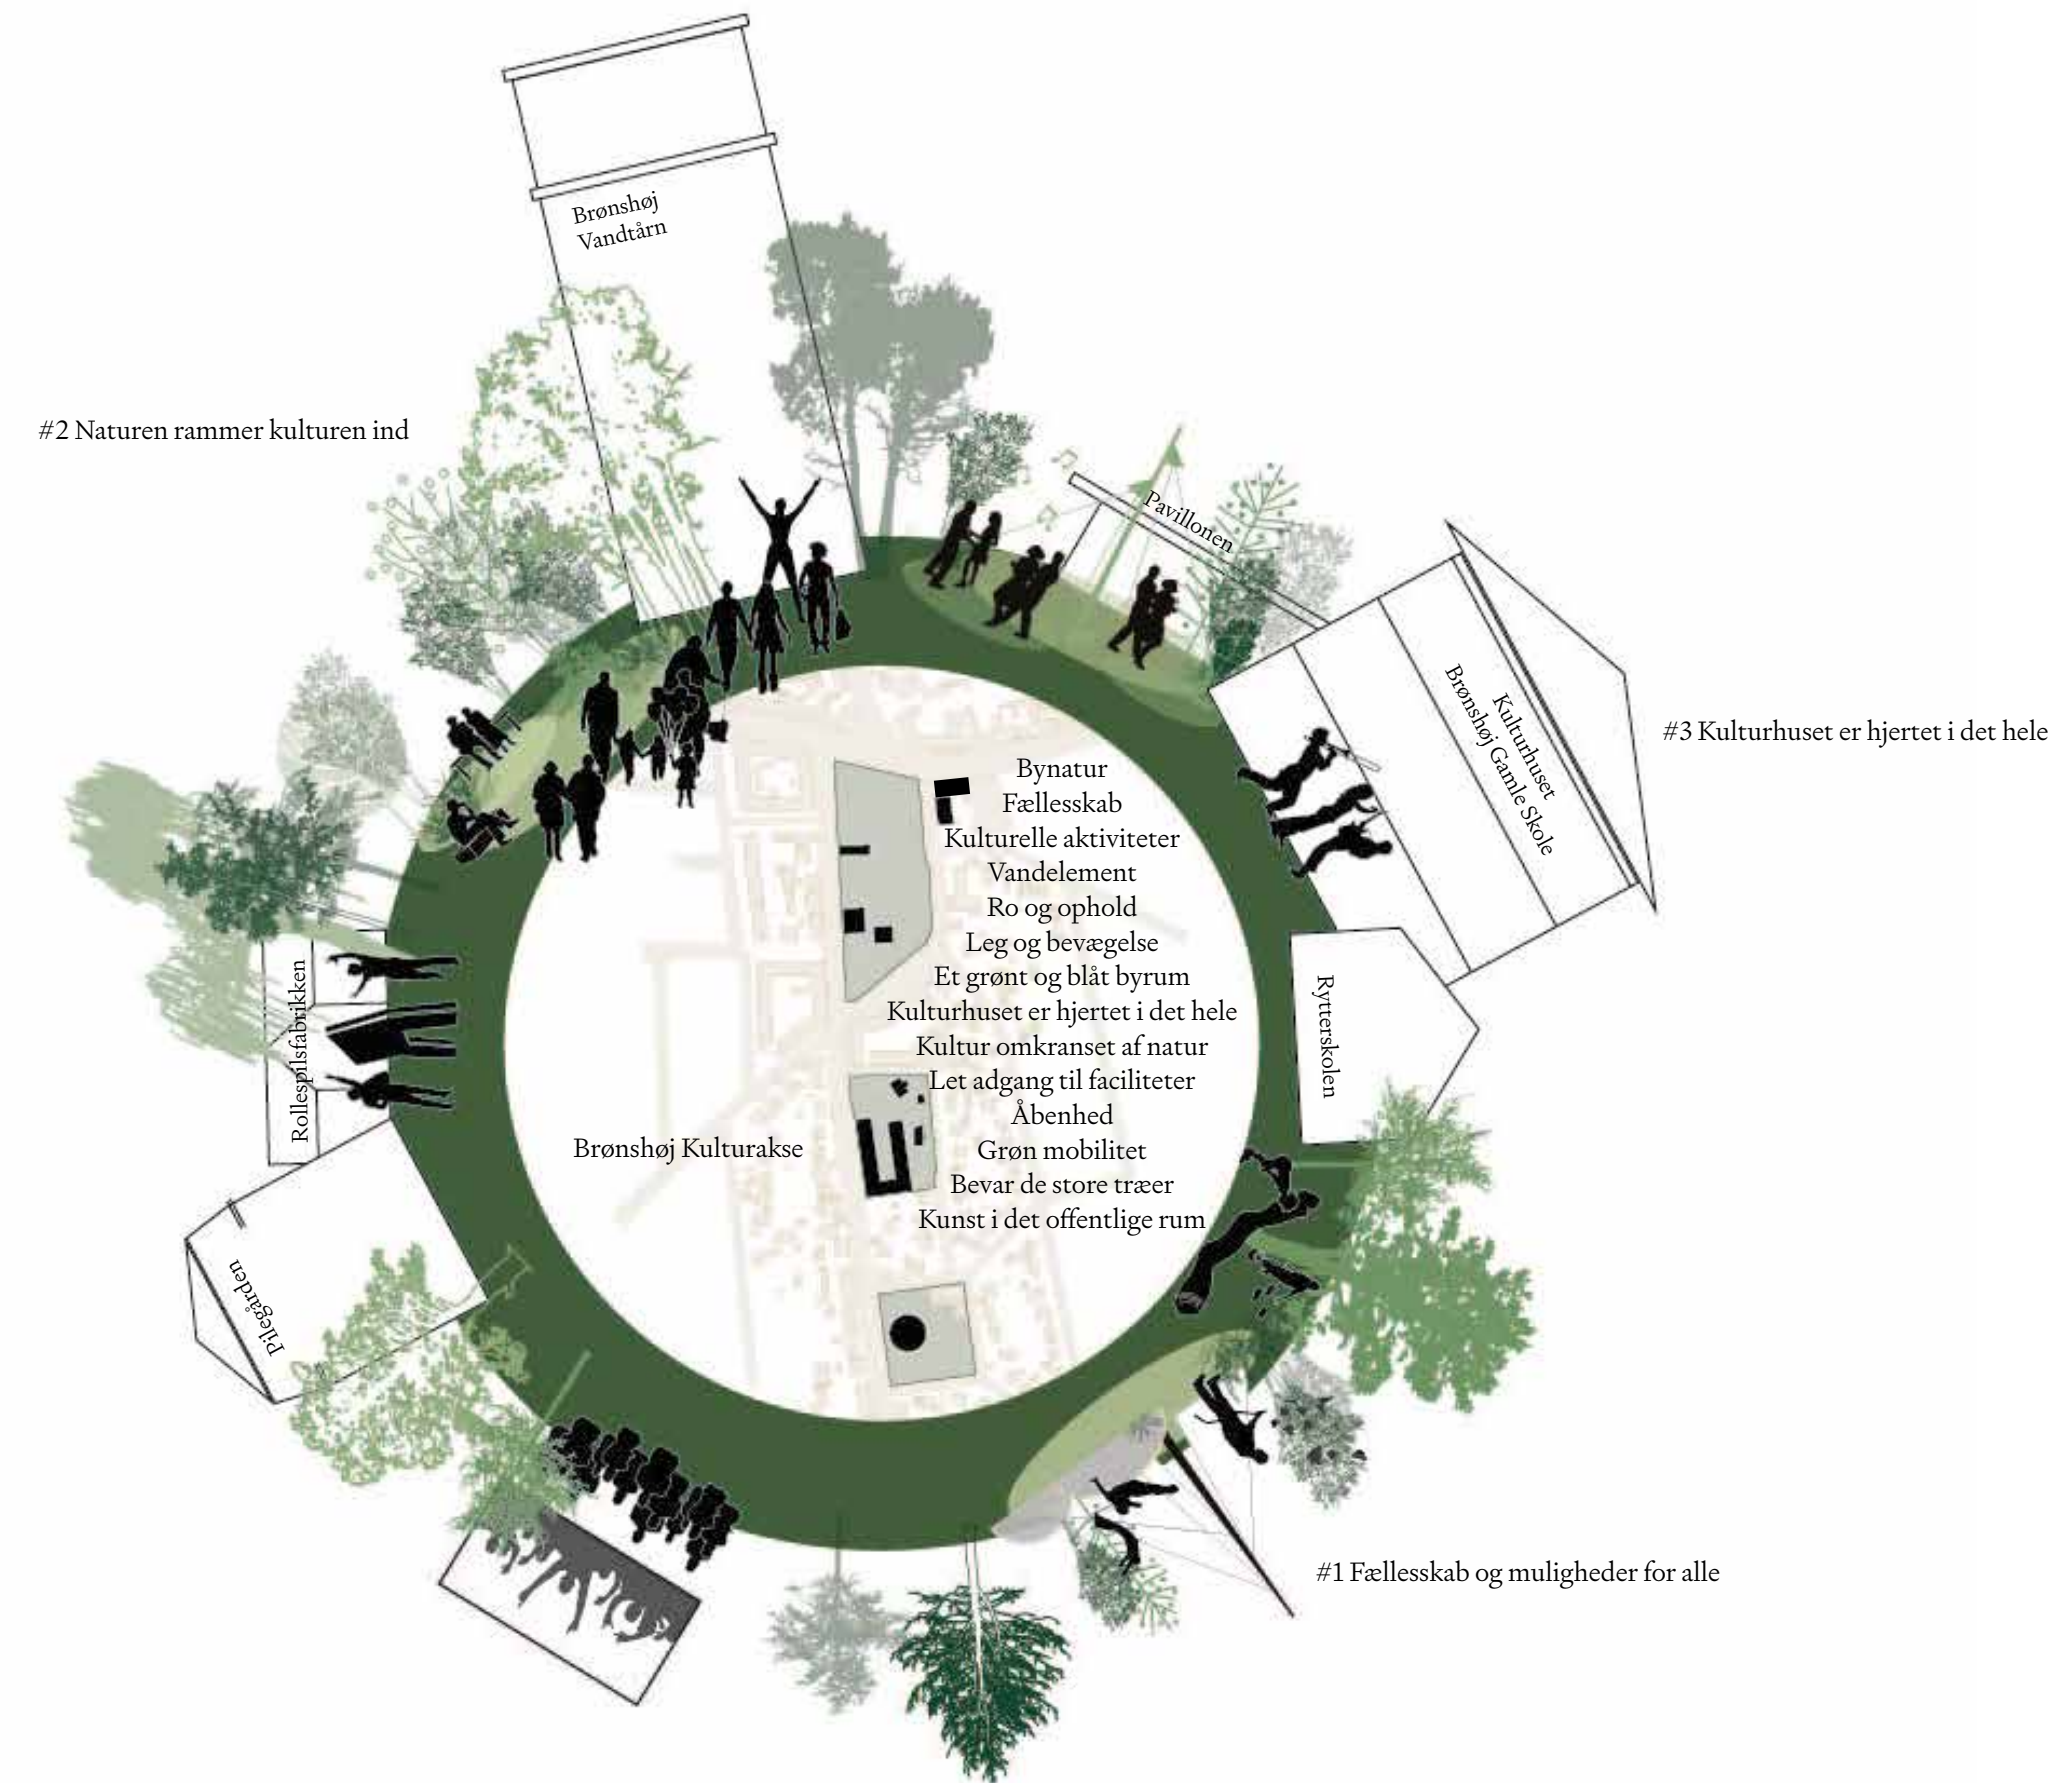 Brønshøj
Vandtårn
#2 Naturen rammer kulturen ind
Pavillonen
Kulturhuset
Brønshøj Gamle Skole
#3 Kulturhuset er hjertet i det hele
Bynatur
Fællesskab
Kulturelle aktiviteter
Vandelement
Ro og ophold
Leg og bevægelse
Et grønt og blåt byrum
Kulturhuset er hjertet i det hele
Kultur omkranset af natur
Let adgang til faciliteter
Åbenhed
Grøn mobilitet
Bevar de store træer
Kunst i det offentlige rum
Brønshøj Kulturakse
Rytterskolen
Rollespilsfabrikken
Pilegården
#1 Fællesskab og muligheder for alle